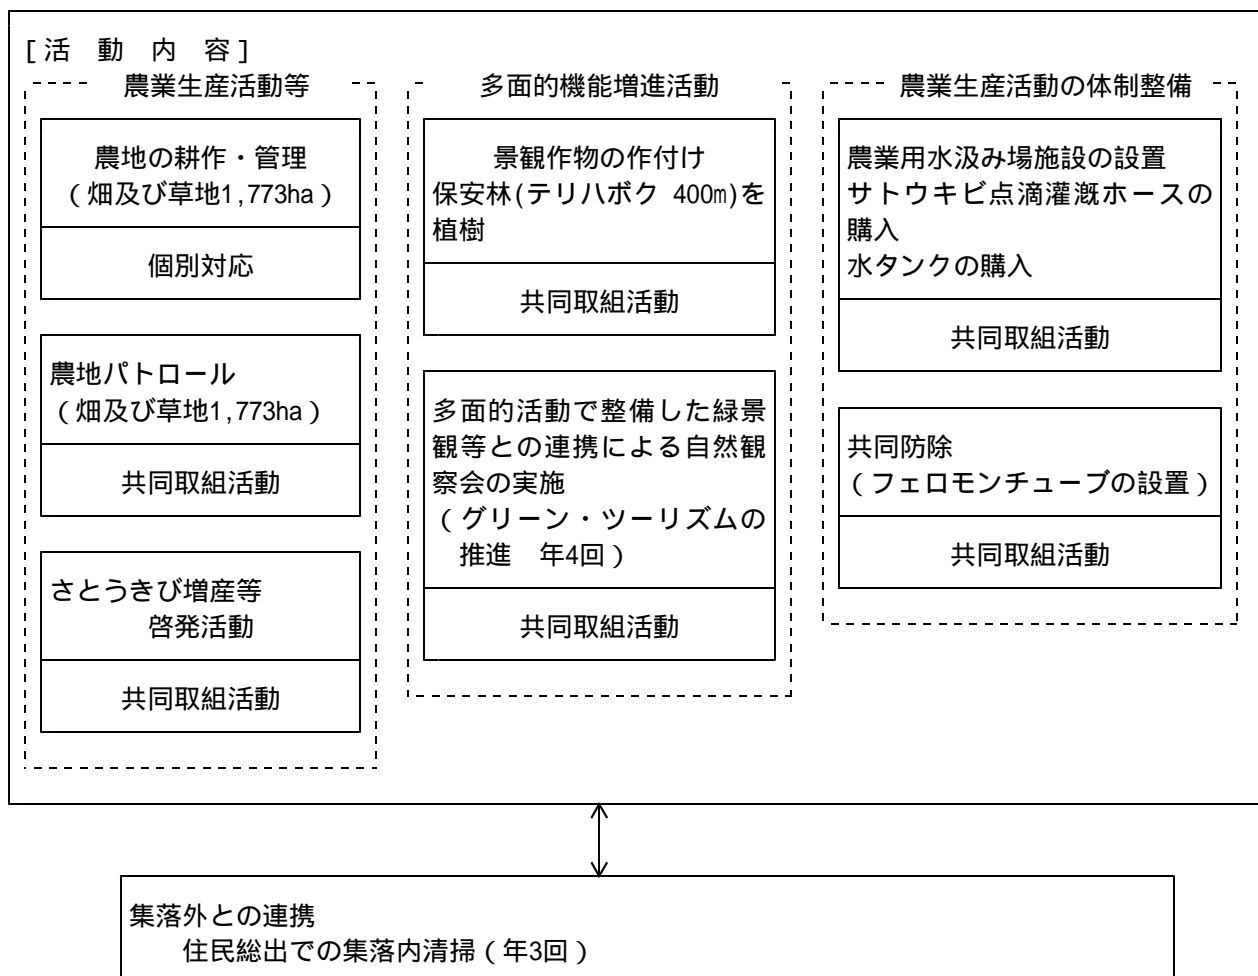 [活　動　内　容]
農業生産活動等
農地の耕作・管理
（畑及び草地1,773ha）
個別対応
農地パトロール
（畑及び草地1,773ha）
共同取組活動
さとうきび増産等
啓発活動
共同取組活動
多面的機能増進活動
景観作物の作付け
保安林(テリハボク 400m)を
植樹
共同取組活動
多面的活動で整備した緑景
観等との連携による自然観
察会の実施
（グリーン・ツーリズムの
推進　年4回）
共同取組活動
農業生産活動の体制整備
農業用水汲み場施設の設置
サトウキビ点滴灌漑ホースの
購入
水タンクの購入
共同取組活動
共同防除
（フェロモンチューブの設置）
共同取組活動
集落外との連携
住民総出での集落内清掃（年3回）